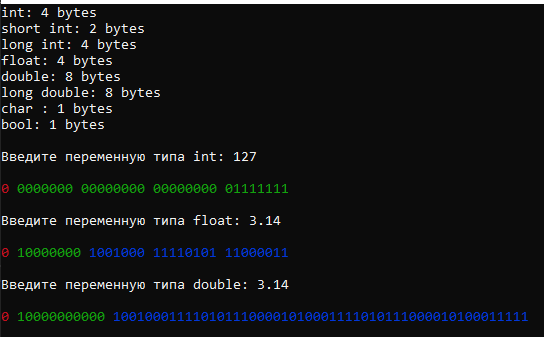 int: 4 bytes
short int: 2 bytes
long int: 4 bytes
float: 4 bytes
double: 8 bytes
long double: 8 bytes
char : 1 bytes
bool: 1 bytes
Введите переменную типа int: 127
0 0000000 00000000 00000000 01111111
Введите переменную типа float: 3.14
0 10000000 1001000 11110101 11000011
Введите переменную типа double: 3.14
0 10000000000 1001000111101011100001010001111010111000010100011111